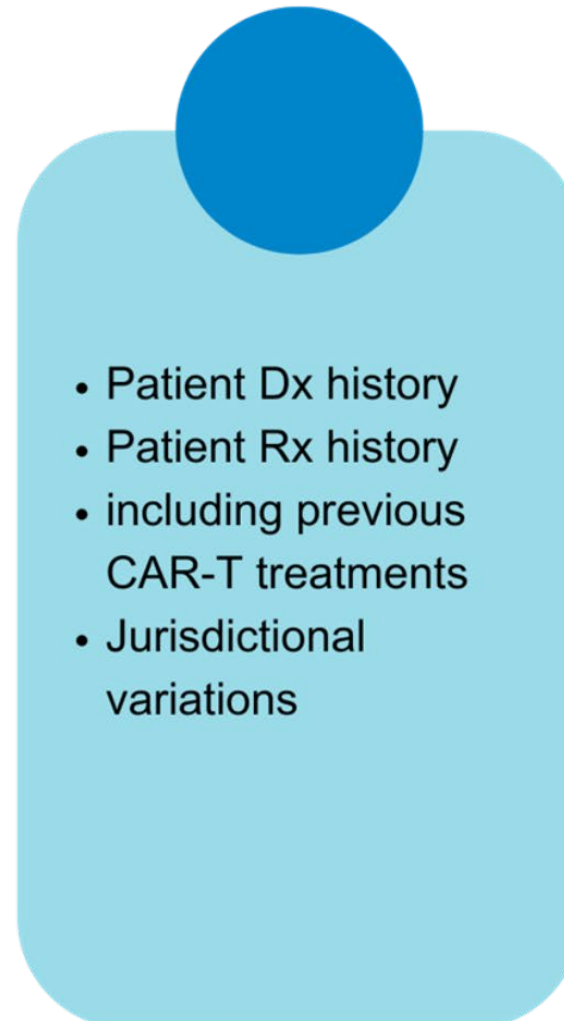 • Patient Dx history
• Patient Rx history
• including previous
CAR-T treatments
• Jurisdictional
variations